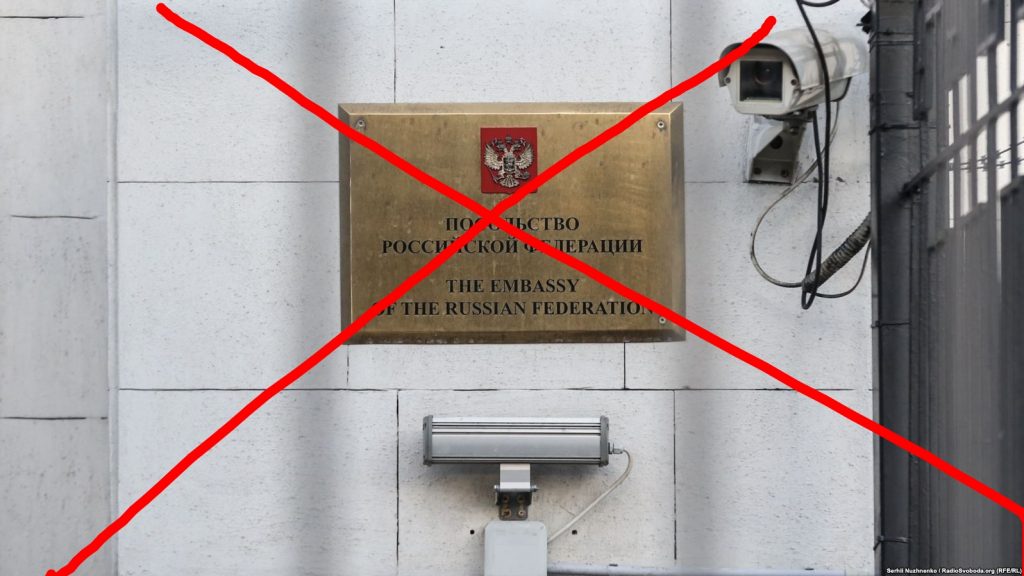 ПОСОЛЬСТВО
РОССИЙСКОЙ ФЕДЕРАЦИИ
THE EMBASSY
OF THE RUSSIAN FEDERATION
Serhii Nuzhnenko / RadioSvoboda.org (RFE/RL)